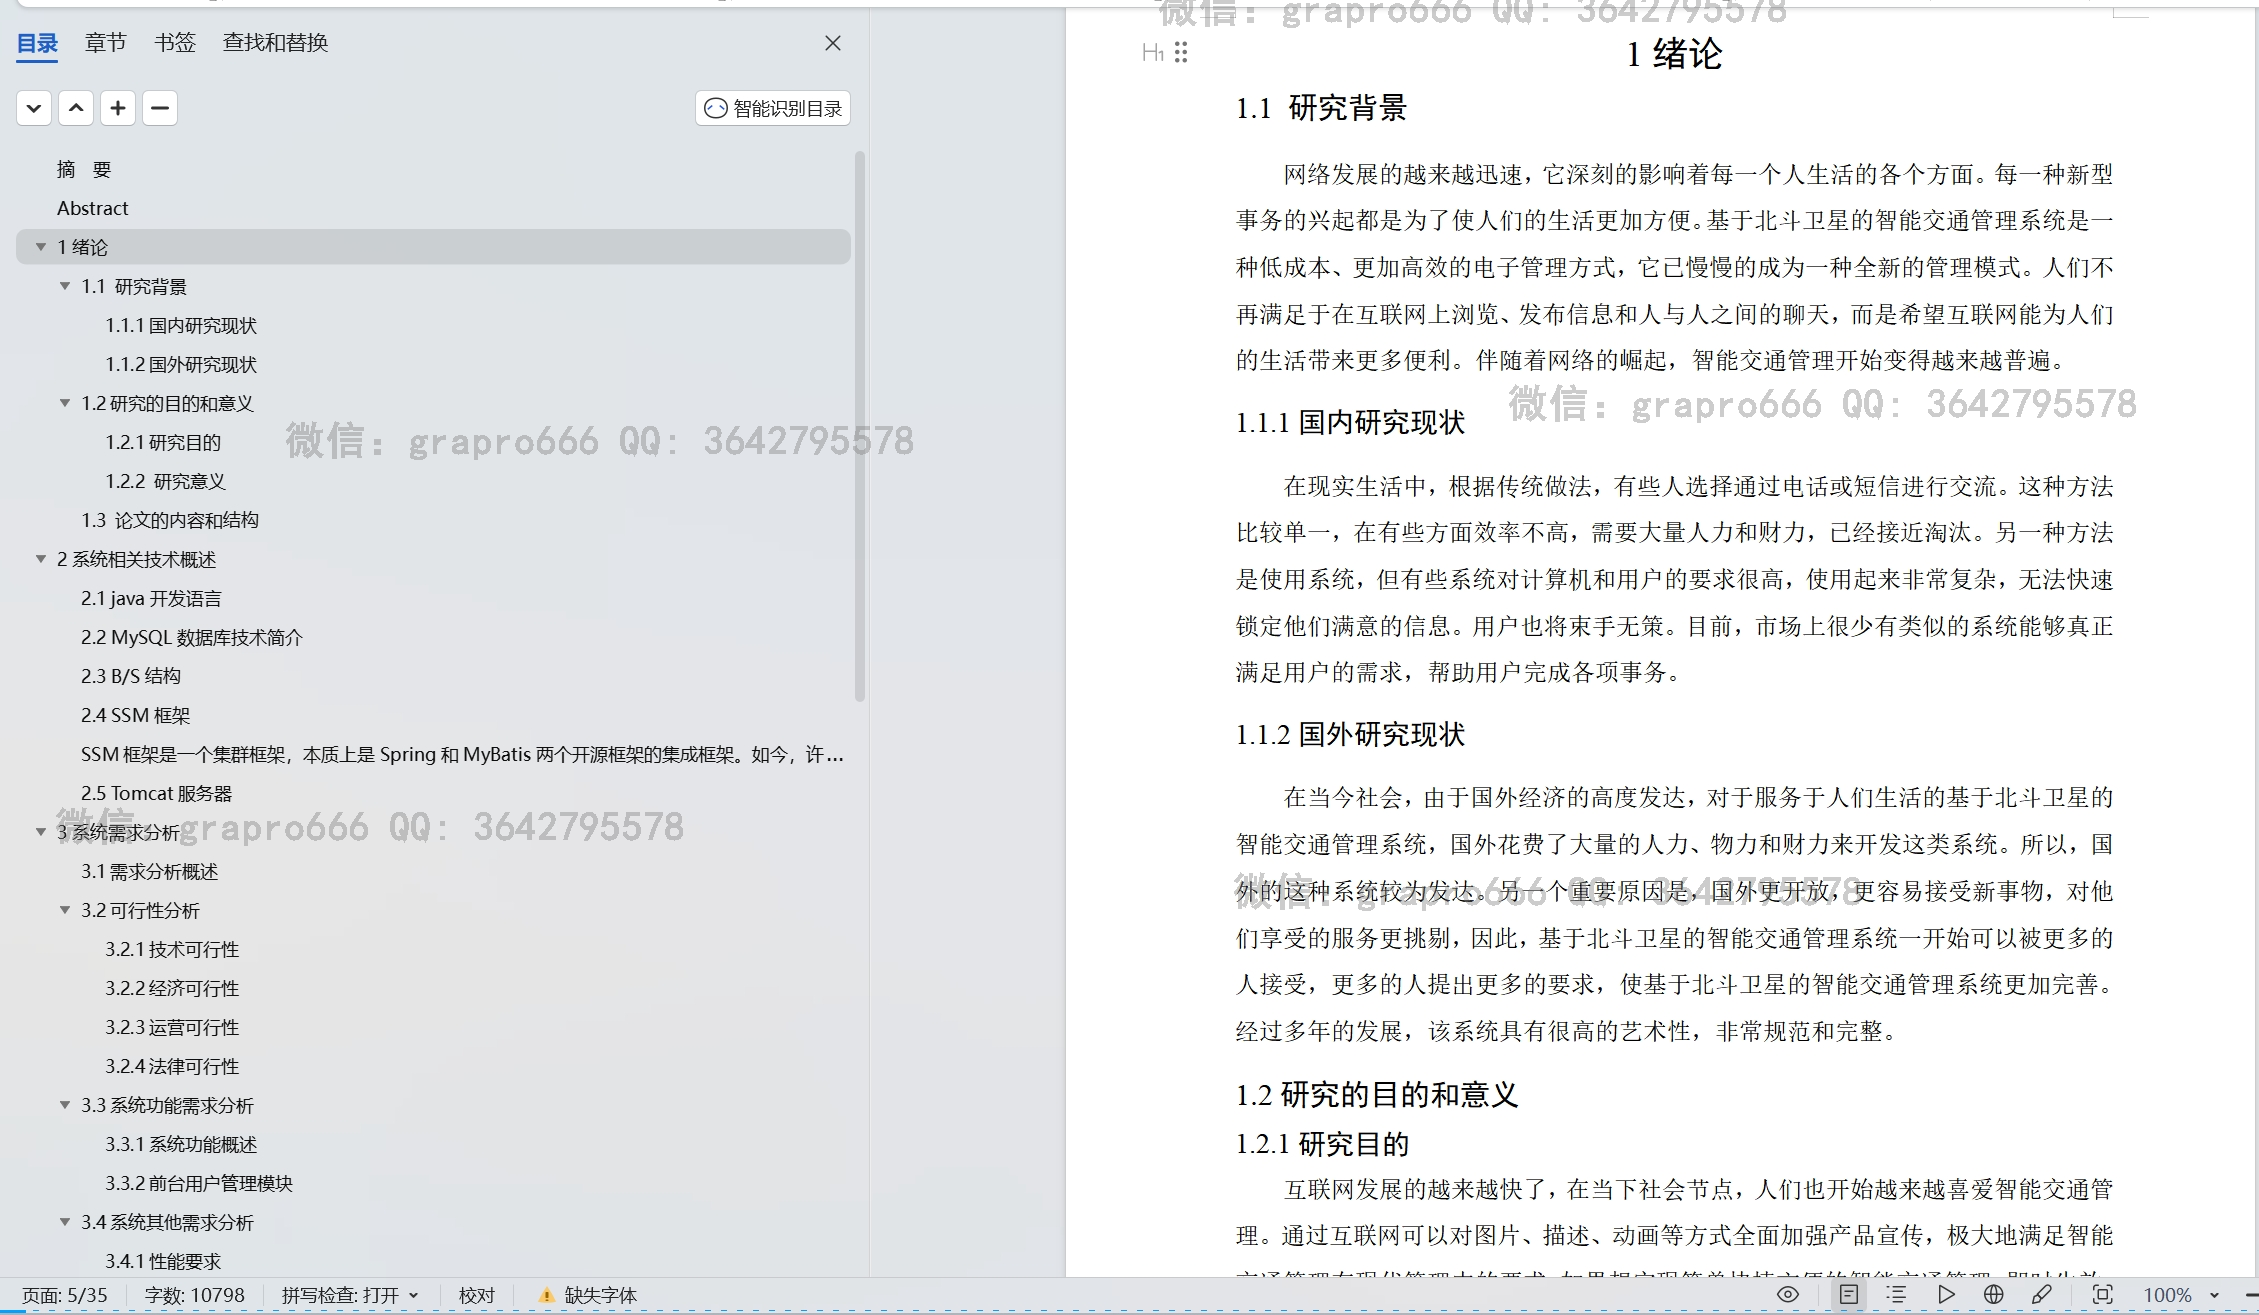 微信: grapro666 QQ: 3642795578
目录 章节 书签 查找和替换
智能识别目录
摘 要
Abstract
1 绪论
1.1 研究背景
1.1.1 国内研究现状
1.1.2 国外研究现状
1.2 研究的目的和意义
1.2.1 研究目的
微信: grapro666 QQ: 3642795578
1.2.2 研究意义
1.3 论文的内容和结构
2 系统相关技术概述
2.1 java 开发语言
2.2 MySQL 数据库技术简介
2.3 B/S 结构
2.4 SSM 框架
SSM 框架是一个集群框架，本质上是 Spring 和 MyBatis 两个开源框架的集成框架。如今，许...
2.5 Tomcat 服务器
微信: grapro666 QQ: 3642795578
3 系统需求分析
3.1 需求分析概述
3.2 可行性分析
3.2.1 技术可行性
3.2.2 经济可行性
3.2.3 运营可行性
3.2.4 法律可行性
3.3 系统功能需求分析
3.3.1 系统功能概述
3.3.2 前台用户管理模块
3.4 系统其他需求分析
3.4.1 性能要求
H1
1 绪论
1.1 研究背景
网络发展的越来越迅速，它深刻的影响着每一个人生活的各个方面。每一种新型
事务的兴起都是为了使人们的生活更加方便。基于北斗卫星的智能交通管理系统是一
种低成本、更加高效的电子管理方式，它已慢慢的成为一种全新的管理模式。人们不
再满足于在互联网上浏览、发布信息和人与人之间的聊天，而是希望互联网能为人们
的生活带来更多便利。伴随着网络的崛起，智能交通管理开始变得越来越普遍。
微信: grapro666 QQ: 3642795578
1.1.1 国内研究现状
在现实生活中，根据传统做法，有些人选择通过电话或短信进行交流。这种方法
比较单一，在有些方面效率不高，需要大量人力和财力，已经接近淘汰。另一种方法
是使用系统，但有些系统对计算机和用户的要求很高，使用起来非常复杂，无法快速
锁定他们满意的信息。用户也将束手无策。目前，市场上很少有类似的系统能够真正
满足用户的需求，帮助用户完成各项事务。
1.1.2 国外研究现状
在当今社会，由于国外经济的高度发达，对于服务于人们生活的基于北斗卫星的
智能交通管理系统，国外花费了大量的人力、物力和财力来开发这类系统。所以，国
外的这种系统较为发达。另一个重要原因是，国外更开放，更容易接受新事物，对他
微信: grapro666 QQ: 3642795578
们享受的服务更挑剔，因此，基于北斗卫星的智能交通管理系统一开始可以被更多的
人接受，更多的人提出更多的要求，使基于北斗卫星的智能交通管理系统更加完善。
经过多年的发展，该系统具有很高的艺术性，非常规范和完整。
1.2 研究的目的和意义
1.2.1 研究目的
互联网发展的越来越快了，在当下社会节点，人们也开始越来越喜爱智能交通管
理。通过互联网可以对图片、描述、动画等方式全面加强产品宣传，极大地满足智能
页面: 5/35 字数: 10798 拼写检查: 打开 校对 缺失字体 100%